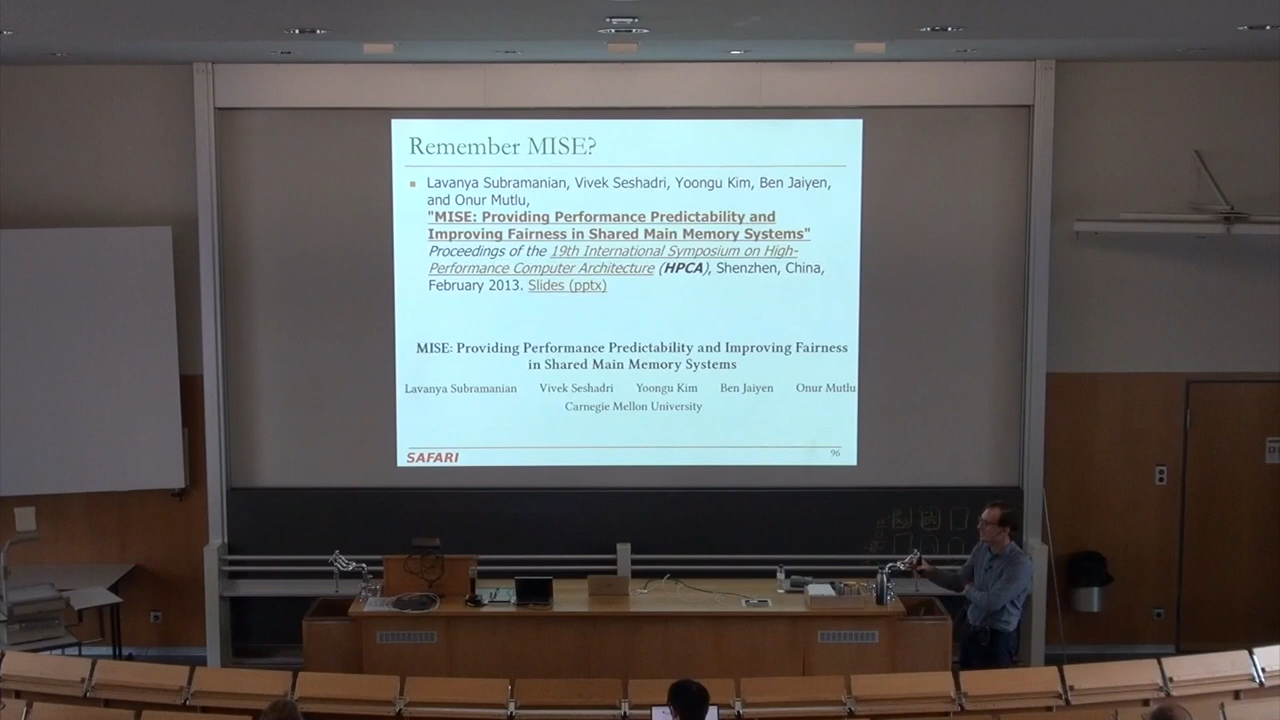 Remember MISE?
Lavanya Subramanian, Vivek Seshadri, Yoongu Kim, Ben Jaiyen,
and Onur Mutlu,
"MISE: Providing Performance Predictability and
Improving Fairness in Shared Main Memory Systems"
Proceedings of the 19th International Symposium on High-
Performance Computer Architecture (HPCA), Shenzhen, China,
February 2013. Slides (pptx)
MISE: Providing Performance Predictability and Improving Fairness
in Shared Main Memory Systems
Lavanya Subramanian Vivek Seshadri Yoongu Kim Ben Jaiyen Onur Mutlu
Carnegie Mellon University
SAFARI
96